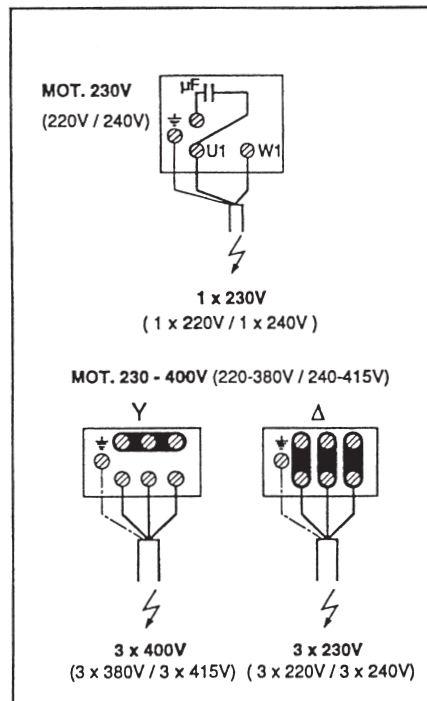 MOT. 230V
(220V / 240V)
µF
U1
W1
1 x 230V
( 1 x 220V / 1 x 240V )
MOT. 230 - 400V (220-380V / 240-415V)
Y
Δ
3 x 400V
(3 x 380V / 3 x 415V)
3 x 230V
( 3 x 220V / 3 x 240V)